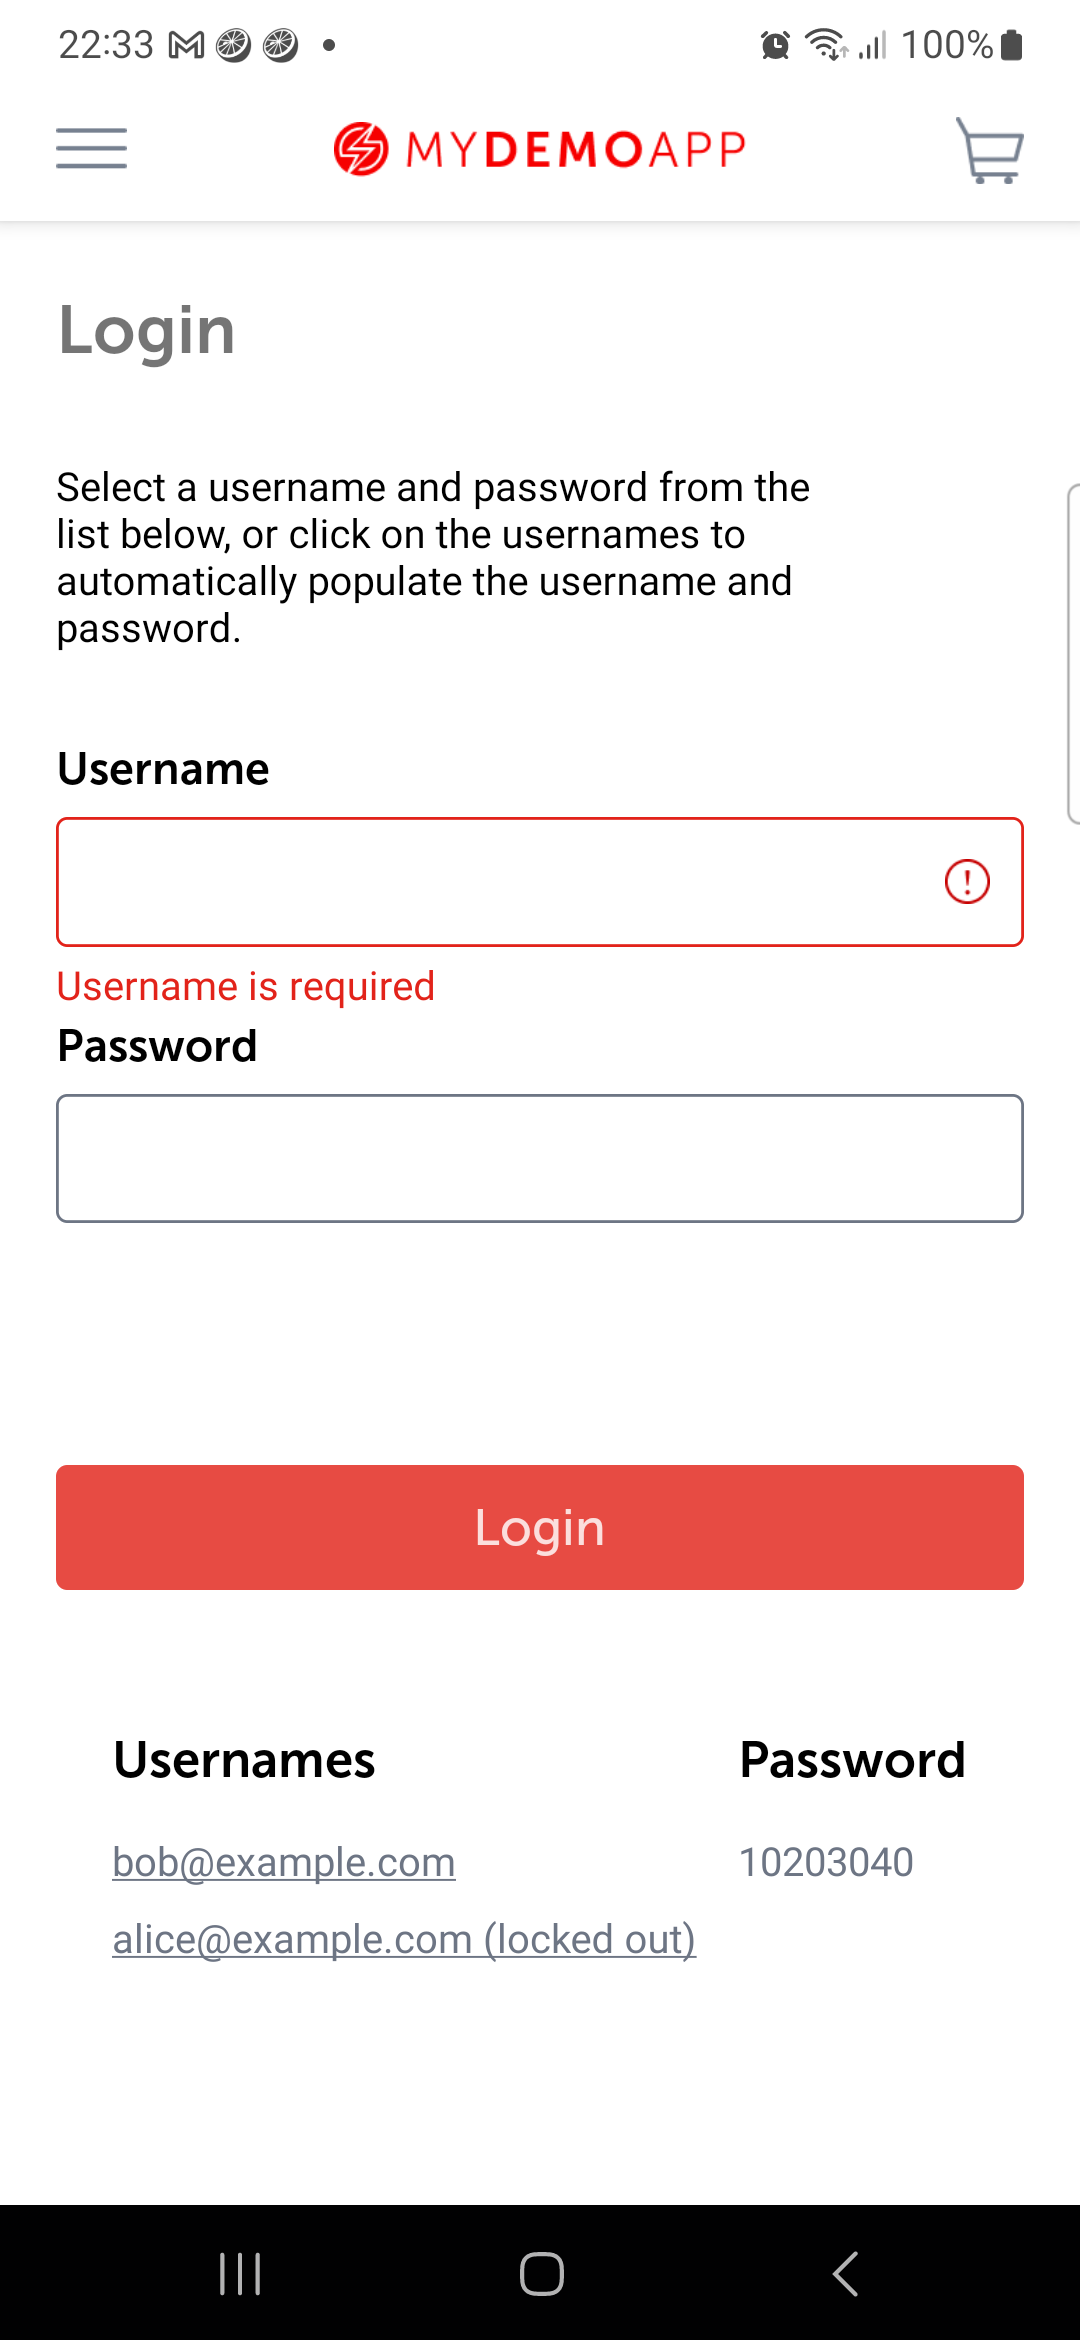 22:33
100%
MYDEMOAPP
Login
Select a username and password from the
list below, or click on the usernames to
automatically populate the username and
password.
Username
Username is required
Password
Login
Usernames Password
bob@example.com 10203040
alice@example.com (locked out)